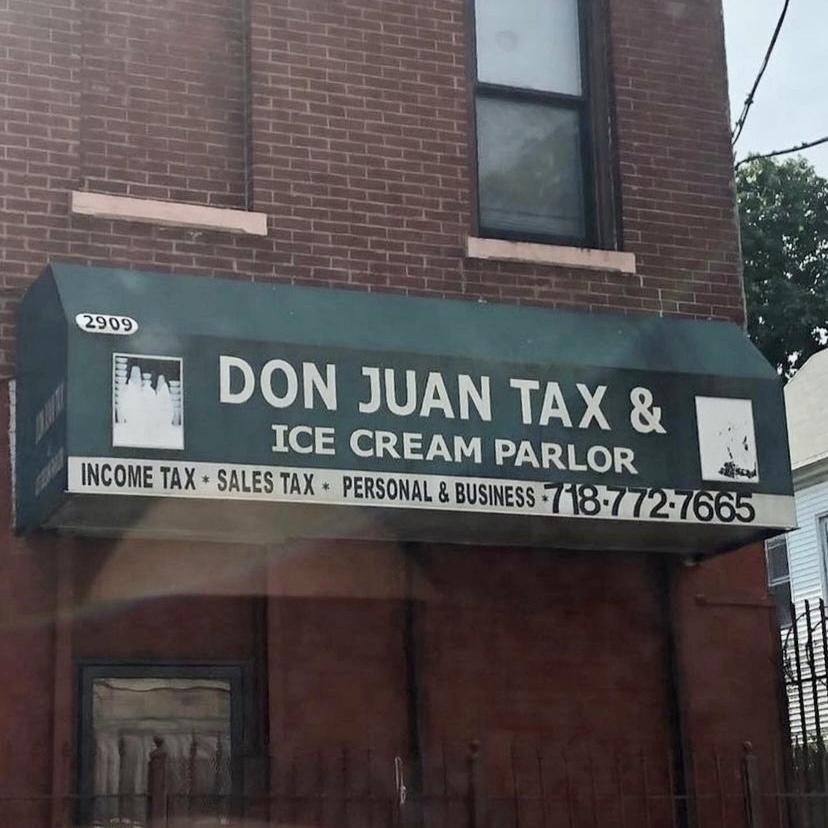 2909
DON JUAN TAX &
ICE CREAM PARLOR
INCOME TAX * SALES TAX * PERSONAL & BUSINESS *718-772-7665